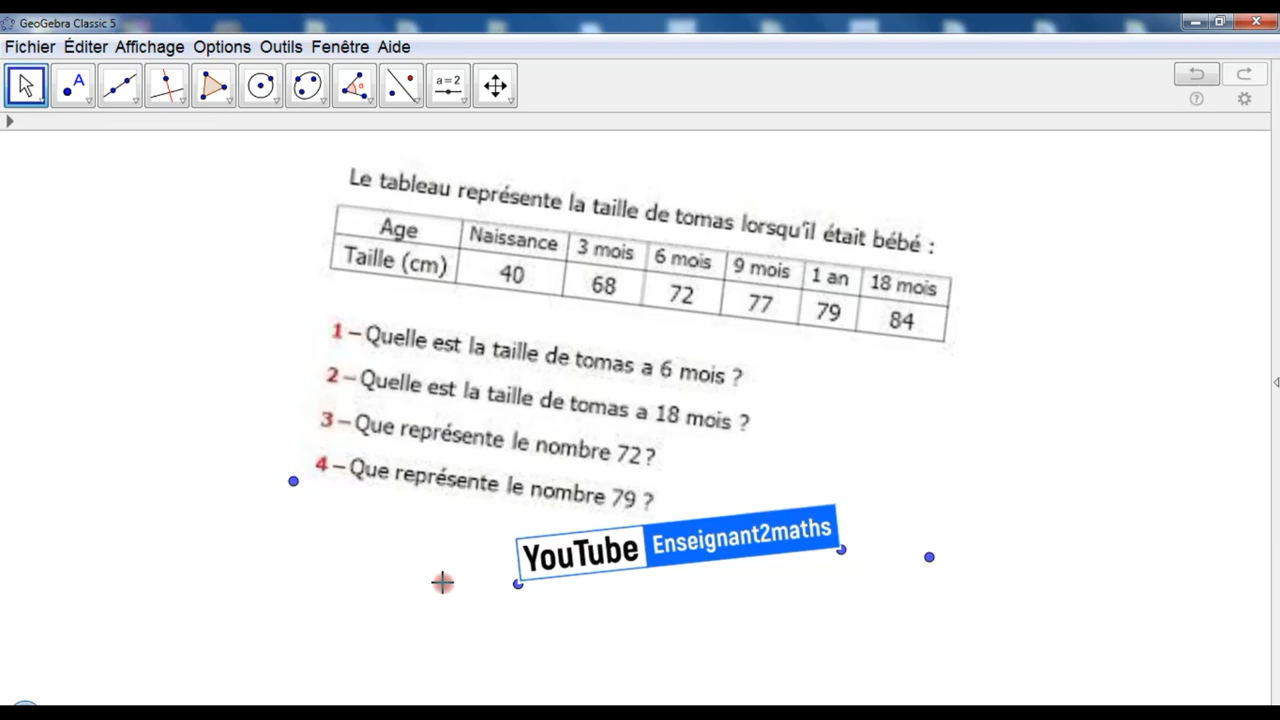 GeoGebra Classic 5
Fichier Éditer Affichage Options Outils Fenêtre Aide
A
α
a=2
Le tableau représente la taille de tomas lorsqu'il était bébé :
Age Naissance 3 mois 6 mois 9 mois 1 an 18 mois
Taille (cm) 40 68 72 77 79 84
1 – Quelle est la taille de tomas a 6 mois ?
2 – Quelle est la taille de tomas a 18 mois ?
3 – Que représente le nombre 72 ?
4 – Que représente le nombre 79 ?
YouTube Enseignant2maths